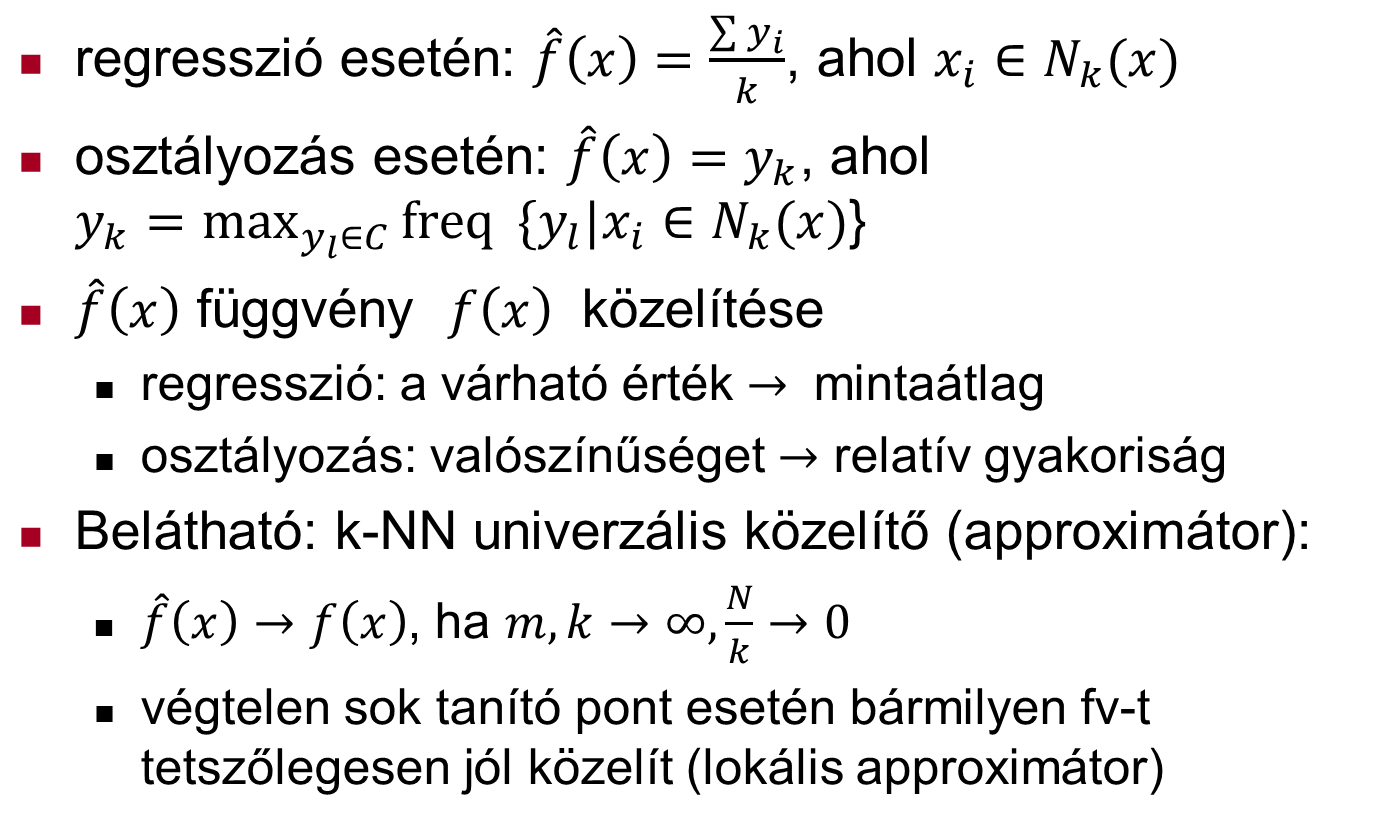 ▪ regresszió esetén: f̂(x) = ∑ yᵢ / k, ahol xᵢ ∈ Nₖ(x)
▪ osztályozás esetén: f̂(x) = yₖ, ahol
yₖ = max_{yₗ∈C} freq {yₗ|xᵢ ∈ Nₖ(x)}
▪ f̂(x) függvény f(x) közelítése
▪ regresszió: a várható érték → mintaátlag
▪ osztályozás: valószínűséget → relatív gyakoriság
▪ Belátható: k-NN univerzális közelítő (approximátor):
▪ f̂(x) → f(x), ha m, k → ∞, N/k → 0
▪ végtelen sok tanító pont esetén bármilyen fv-t
tetszőlegesen jól közelít (lokális approximátor)